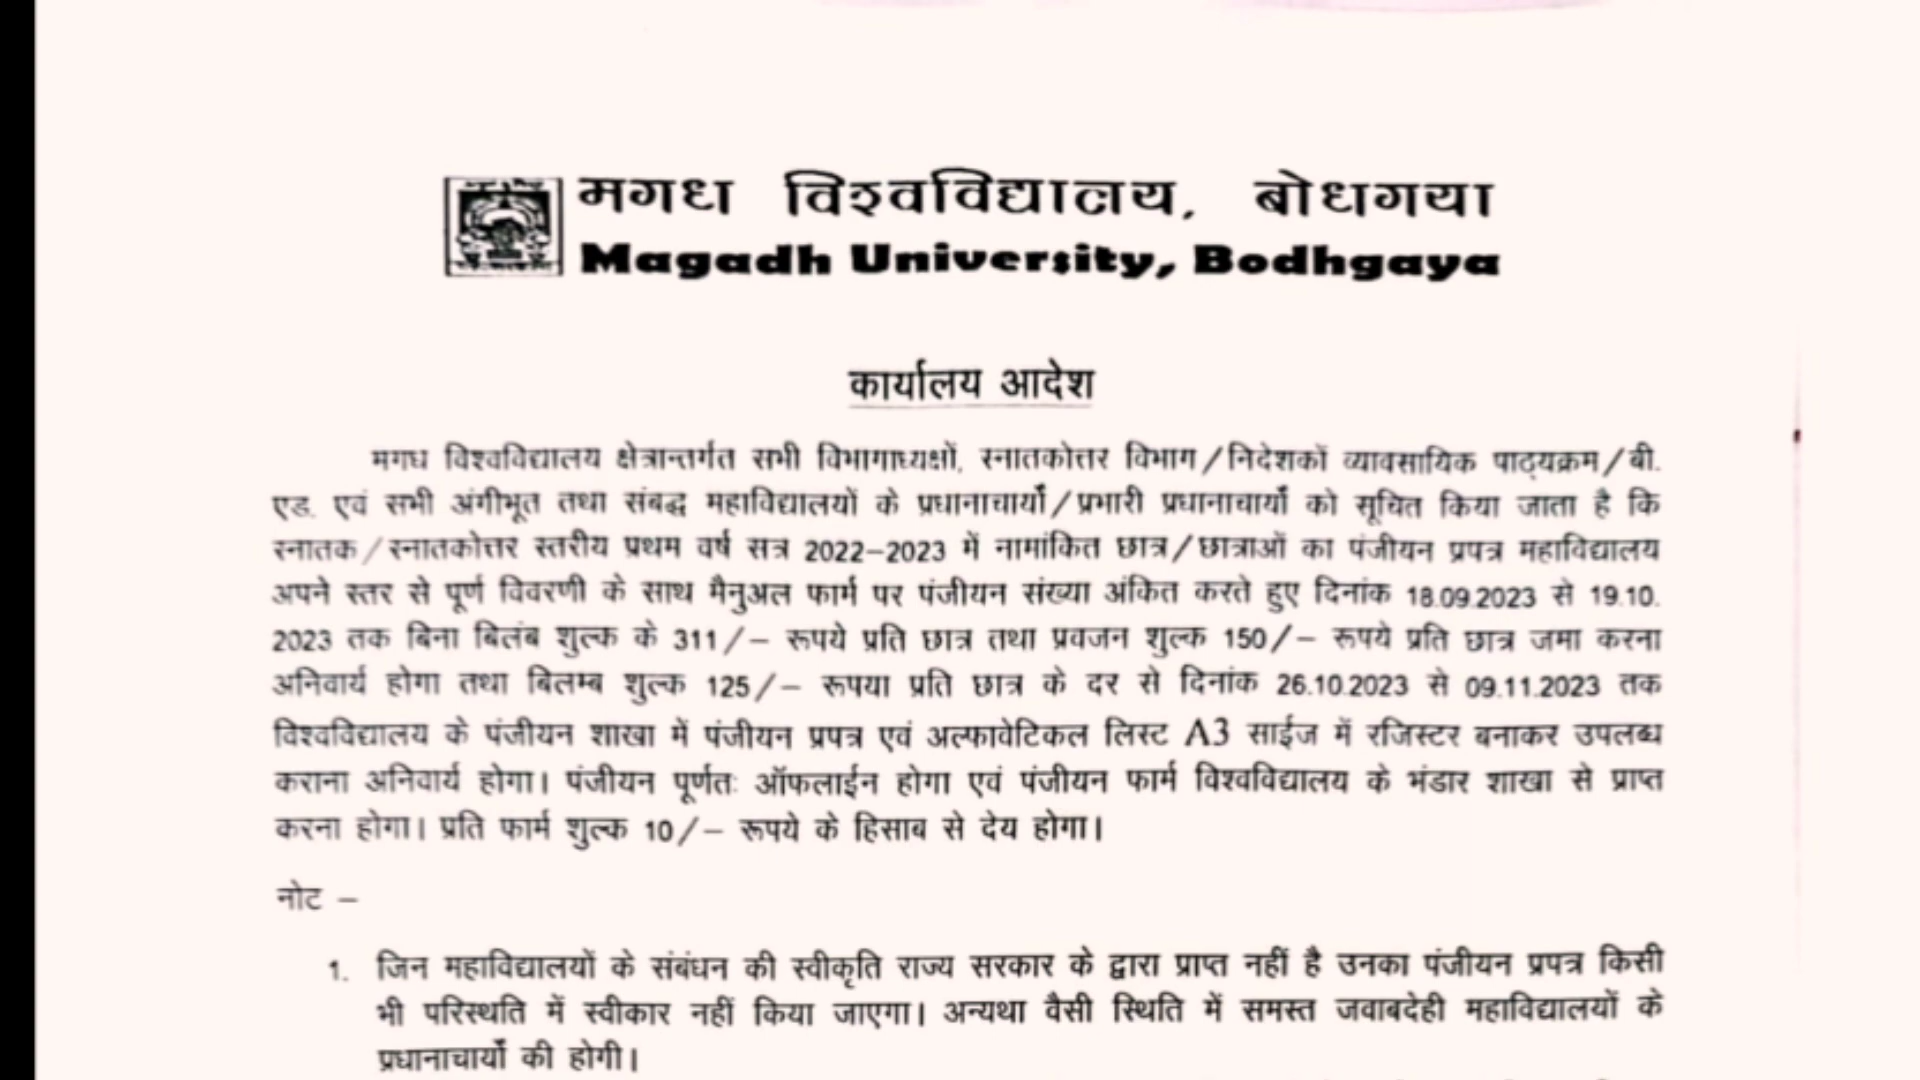 मगध विश्वविद्यालय, बोधगया
Magadh University, Bodhgaya
कार्यालय आदेश
मगध विश्वविद्यालय क्षेत्रान्तर्गत सभी विभागाध्यक्षों, स्नातकोत्तर विभाग/निदेशकों व्यावसायिक पाठ्यक्रम/बी.
एड. एवं सभी अंगीभूत तथा संबद्ध महाविद्यालयों के प्रधानाचार्यों/प्रभारी प्रधानाचार्यों को सूचित किया जाता है कि
स्नातक/स्नातकोत्तर स्तरीय प्रथम वर्ष सत्र 2022–2023 में नामांकित छात्र/छात्राओं का पंजीयन प्रपत्र महाविद्यालय
अपने स्तर से पूर्ण विवरणी के साथ मैनुअल फार्म पर पंजीयन संख्या अंकित करते हुए दिनांक 18.09.2023 से 19.10.
2023 तक बिना बिलंब शुल्क के 311/– रूपये प्रति छात्र तथा प्रवजन शुल्क 150/– रूपये प्रति छात्र जमा करना
अनिवार्य होगा तथा बिलम्ब शुल्क 125/– रूपया प्रति छात्र के दर से दिनांक 26.10.2023 से 09.11.2023 तक
विश्वविद्यालय के पंजीयन शाखा में पंजीयन प्रपत्र एवं अल्फावेटिकल लिस्ट A3 साईज में रजिस्टर बनाकर उपलब्ध
कराना अनिवार्य होगा। पंजीयन पूर्णतः ऑफलाईन होगा एवं पंजीयन फार्म विश्वविद्यालय के भंडार शाखा से प्राप्त
करना होगा। प्रति फार्म शुल्क 10/– रूपये के हिसाब से देय होगा।
नोट –
1. जिन महाविद्यालयों के संबंधन की स्वीकृति राज्य सरकार के द्वारा प्राप्त नहीं है उनका पंजीयन प्रपत्र किसी
भी परिस्थति में स्वीकार नहीं किया जाएगा। अन्यथा वैसी स्थिति में समस्त जवाबदेही महाविद्यालयों के
प्रधानाचार्यों की होगी।